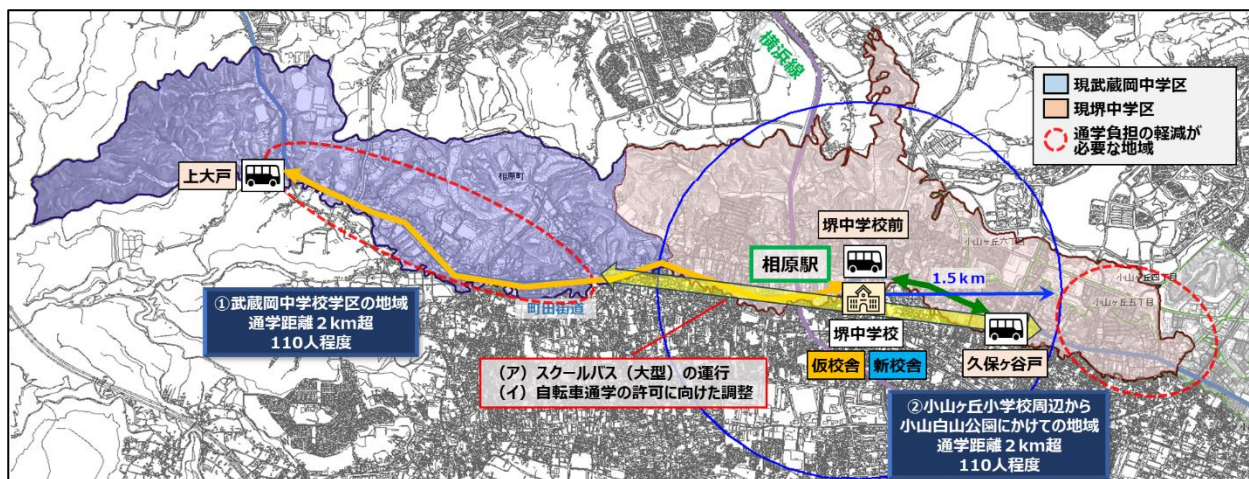 横浜線
現武蔵岡中学区
現堺中学区
通学負担の軽減が
必要な地域
上大戸
相原町
堺中学校前
小山ヶ丘六丁目
相原駅
1.5km
小山ヶ丘四丁目
小山ヶ丘五丁目
①武蔵岡中学校学区の地域
通学距離2km超
110人程度
町田街道
堺中学校
久保ヶ谷戸
(ア)スクールバス(大型)の運行
(イ)自転車通学の許可に向けた調整
仮校舎
新校舎
②小山ヶ丘小学校周辺から
小山白山公園にかけての地域
通学距離2km超
110人程度